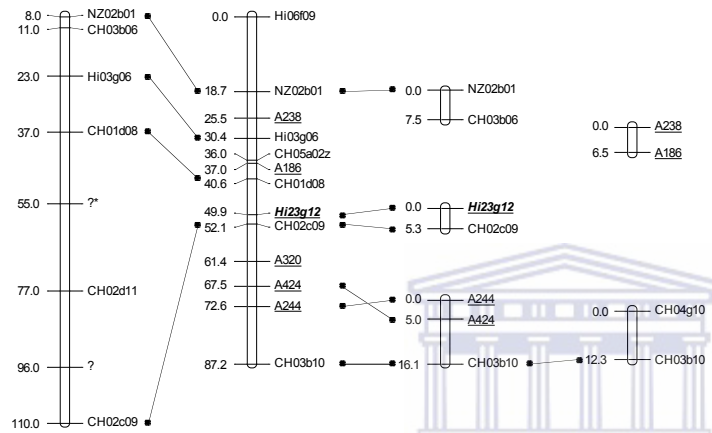 8.0 NZ02b01
11.0 CH03b06
23.0 Hi03g06
37.0 CH01d08
55.0 ?*
77.0 CH02d11
96.0 ?
110.0 CH02c09
0.0 Hi06f09
18.7 NZ02b01
25.5 A238
30.4 Hi03g06
36.0 CH05a02z
37.0 A186
40.6 CH01d08
49.9 Hi23g12
52.1 CH02c09
61.4 A320
67.5 A424
72.6 A244
87.2 CH03b10
0.0 NZ02b01
7.5 CH03b06
0.0 Hi23g12
5.3 CH02c09
0.0 A244
5.0 A424
16.1 CH03b10
0.0 A238
6.5 A186
0.0 CH04g10
12.3 CH03b10